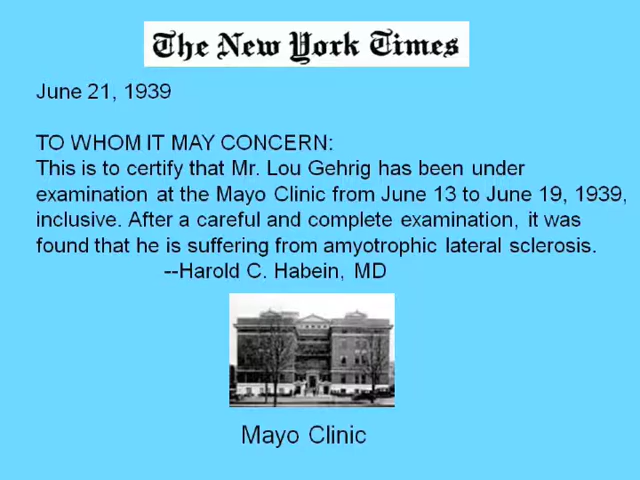 The New York Times
June 21, 1939
TO WHOM IT MAY CONCERN:
This is to certify that Mr. Lou Gehrig has been under
examination at the Mayo Clinic from June 13 to June 19, 1939,
inclusive. After a careful and complete examination, it was
found that he is suffering from amyotrophic lateral sclerosis.
--Harold C. Habein, MD
Mayo Clinic